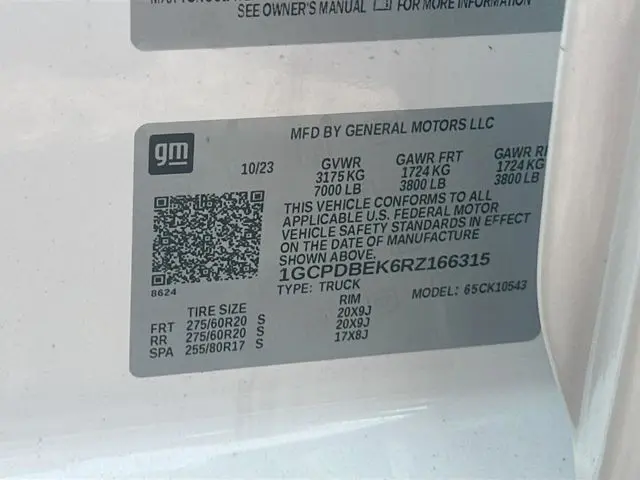 SEE OWNER'S MANUAL FOR MORE INFORMATION
MFD BY GENERAL MOTORS LLC
gm
10/23
GVWR GAWR FRT GAWR
3175 KG 1724 KG 1724 KG
7000 LB 3800 LB 3800 LB
THIS VEHICLE CONFORMS TO ALL
APPLICABLE U.S. FEDERAL MOTOR
VEHICLE SAFETY STANDARDS IN EFFECT
ON THE DATE OF MANUFACTURE
SHOWN ABOVE.
8624
1GCPDBEK6RZ166315
TYPE: TRUCK MODEL: 65CK10543
TIRE SIZE RIM
FRT 275/60R20 S 20X9J
RR 275/60R20 S 20X9J
SPA 255/80R17 S 17X8J